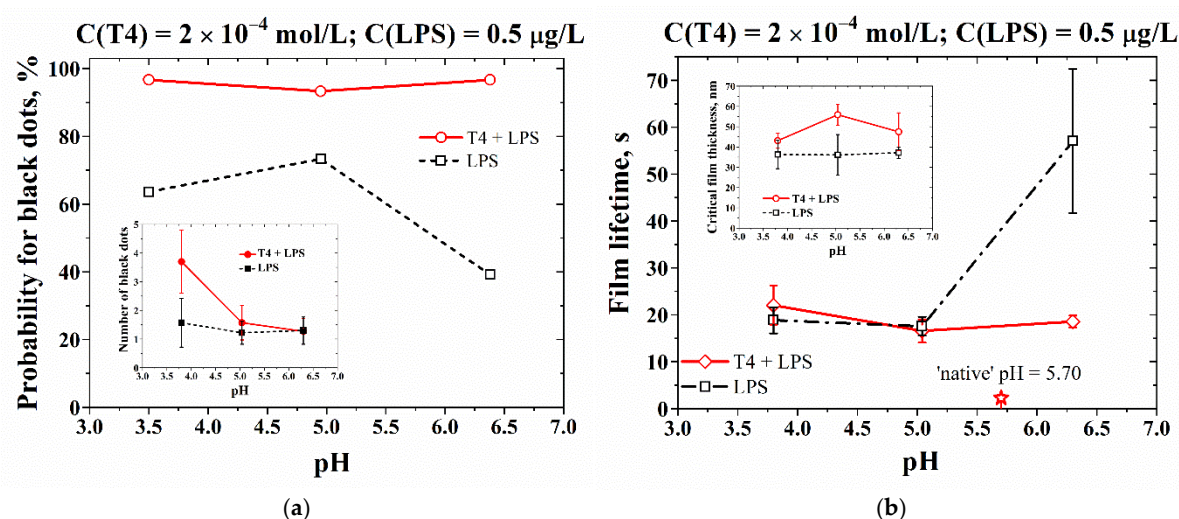 C(T4) = 2 × 10⁻⁴ mol/L; C(LPS) = 0.5 μg/L
Probability for black dots, %
100
80
60
40
20
0
3.0 3.5 4.0 4.5 5.0 5.5 6.0 6.5 7.0
pH
T4 + LPS
LPS
Number of black dots
5
4
3
2
1
0
3.0 3.5 4.0 4.5 5.0 5.5 6.0 6.5 7.0
pH
T4 + LPS
LPS
(a)
C(T4) = 2 × 10⁻⁴ mol/L; C(LPS) = 0.5 μg/L
Film lifetime, s
70
60
50
40
30
20
10
0
3.0 3.5 4.0 4.5 5.0 5.5 6.0 6.5 7.0
pH
Critical film thickness, nm
70
60
50
40
30
20
10
0
3.0 3.5 4.0 4.5 5.0 5.5 6.0 6.5 7.0
pH
T4 + LPS
LPS
T4 + LPS
LPS
'native' pH = 5.70
(b)